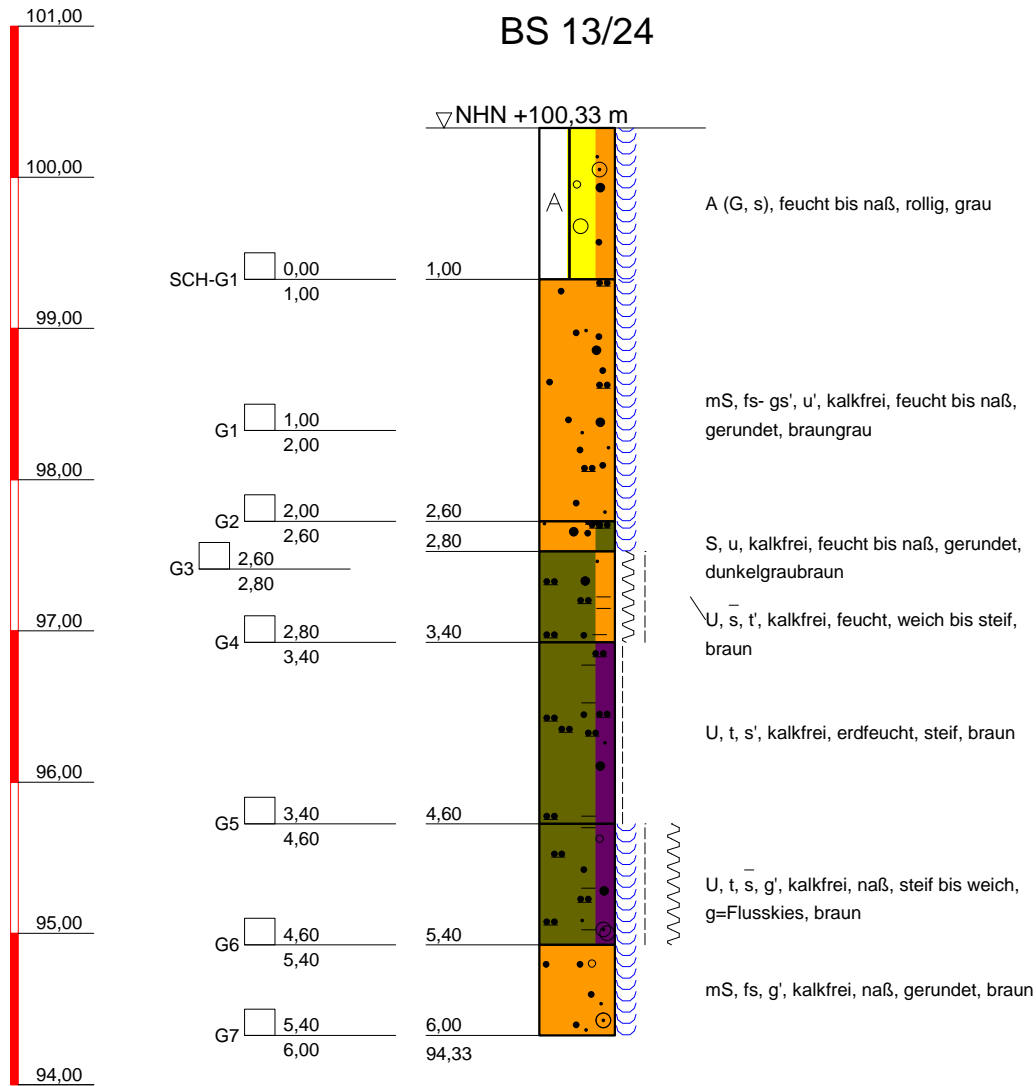 BS 13/24
101,00
NHN +100,33 m
100,00
A
A (G, s), feucht bis naß, rollig, grau
SCH-G1
0,00
1,00
1,00
99,00
mS, fs- gs', u', kalkfrei, feucht bis naß,
gerundet, braungrau
G1
1,00
2,00
98,00
G2
2,00
2,60
2,60
G3
2,60
2,80
2,80
S, u, kalkfrei, feucht bis naß, gerundet,
dunkelgraubraun
97,00
U, s̅, t', kalkfrei, feucht, weich bis steif,
braun
G4
2,80
3,40
3,40
U, t, s', kalkfrei, erdfeucht, steif, braun
96,00
G5
3,40
4,60
4,60
U, t, s̅, g', kalkfrei, naß, steif bis weich,
g=Flusskies, braun
95,00
G6
4,60
5,40
5,40
mS, fs, g', kalkfrei, naß, gerundet, braun
G7
5,40
6,00
6,00
94,33
94,00